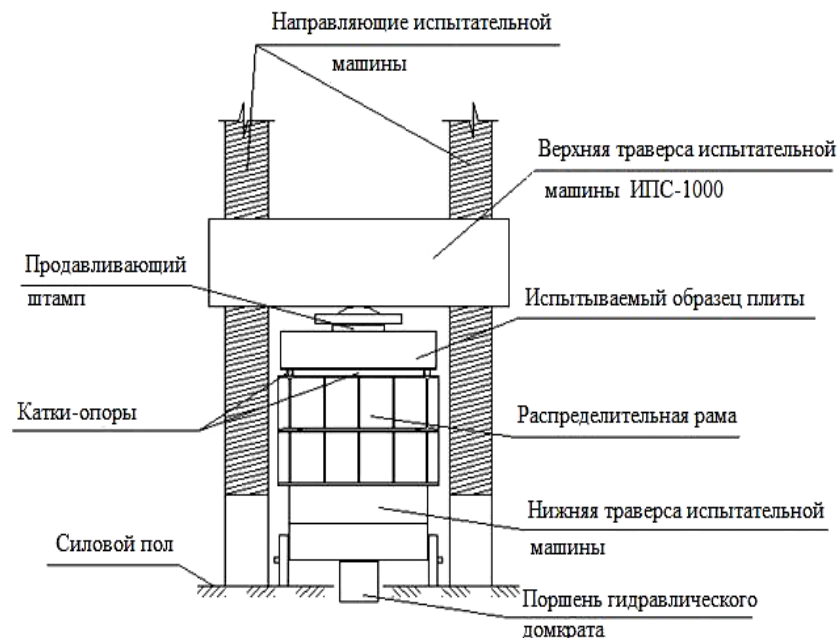 Направляющие испытательной
машины
Верхняя траверса испытательной
машины ИПС-1000
Продавливающий
штамп
Испытываемый образец плиты
Катки-опоры
Распределительная рама
Нижняя траверса испытательной
машины
Силовой пол
Поршень гидравлического
домкрата